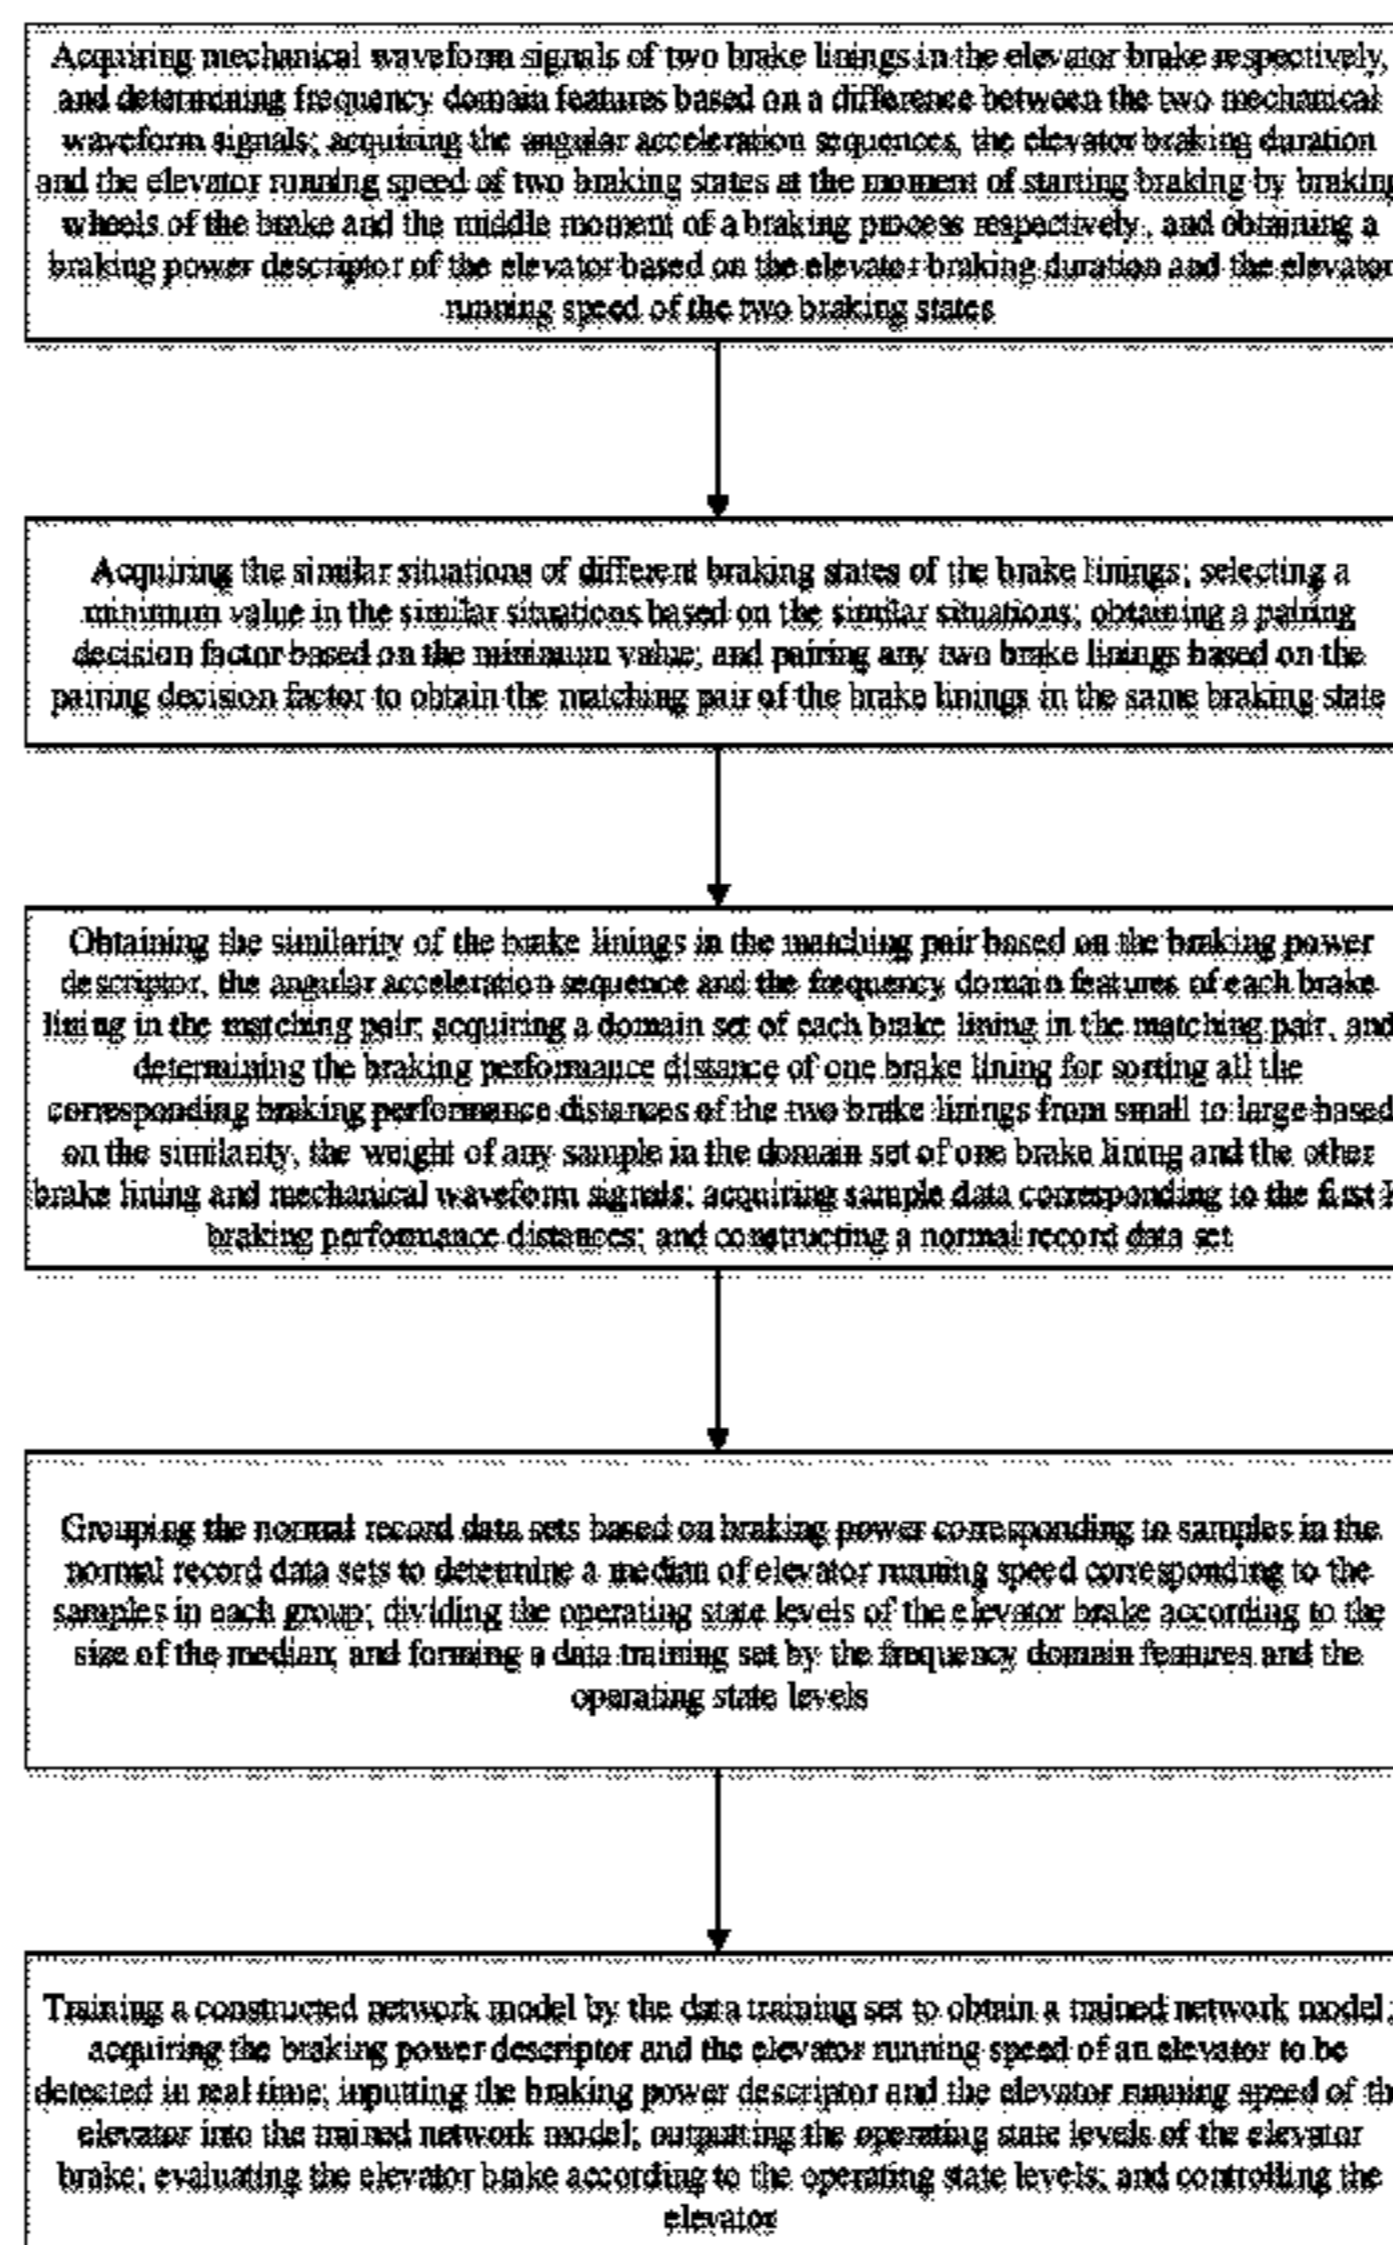 Acquiring mechanical waveform signals of two brake linings in the elevator brake respectively,
and determining frequency domain features based on a difference between the two mechanical
waveform signals; acquiring the angular acceleration sequences, the elevator braking duration
and the elevator running speed of two braking states at the moment of starting braking by braking
wheels of the brake and the middle moment of a braking process respectively, and obtaining a
braking power descriptor of the elevator based on the elevator braking duration and the elevator
running speed of the two braking states
Acquiring the similar situations of different braking states of the brake linings; selecting a
minimum value in the similar situations based on the similar situations; obtaining a pairing
decision factor based on the minimum value; and pairing any two brake linings based on the
pairing decision factor to obtain the matching pair of the brake linings in the same braking state
Obtaining the similarity of the brake linings in the matching pair based on the braking power
descriptor, the angular acceleration sequence and the frequency domain features of each brake
lining in the matching pair; acquiring a domain set of each brake lining in the matching pair, and
determining the braking performance distance of one brake lining for sorting all the
corresponding braking performance distances of the two brake linings from small to large based
on the similarity, the weight of any sample in the domain set of one brake lining and the other
brake lining and mechanical waveform signals; acquiring sample data corresponding to the first
braking performance distances; and constructing a normal record data set
Grouping the normal record data sets based on braking power corresponding to samples in the
normal record data sets to determine a median of elevator running speed corresponding to the
samples in each group; dividing the operating state levels of the elevator brake according to the
size of the median; and forming a data training set by the frequency domain features and the
operating state levels
Training a constructed network model by the data training set to obtain a trained network model;
acquiring the braking power descriptor and the elevator running speed of an elevator to be
detected in real time; inputting the braking power descriptor and the elevator running speed of th
elevator into the trained network model; outputting the operating state levels of the elevator
brake; evaluating the elevator brake according to the operating state levels; and controlling the
elevator